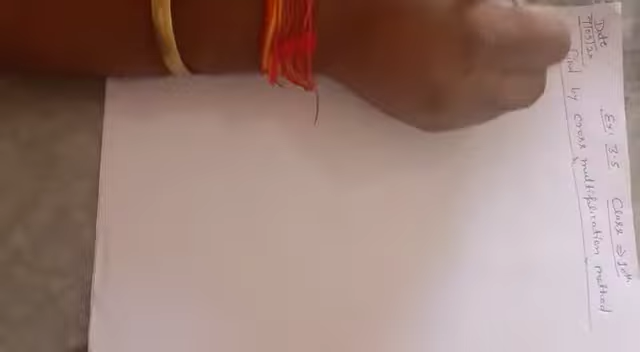 Date
Ex: 3.5 Class ⇒ 10th
Find by cross multiplication method